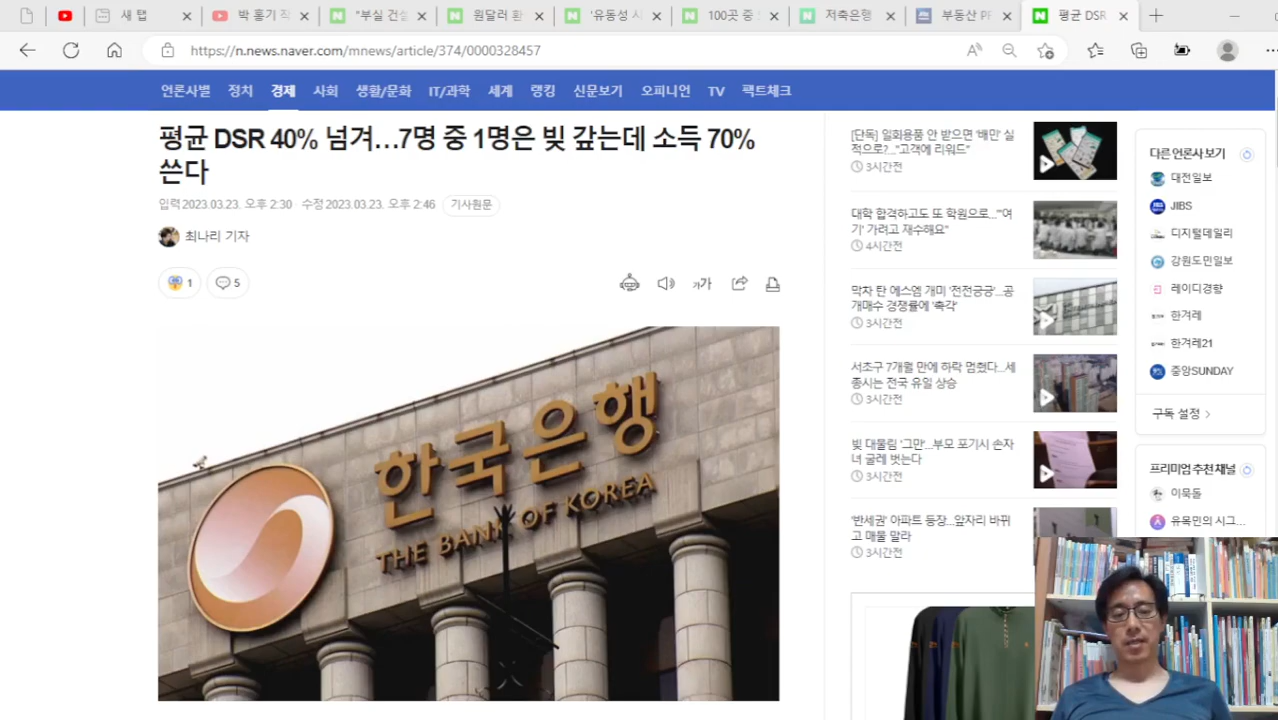 새 탭
박 홍기 작
"부실 건설
원달러 환
'유동성 시
100곳 중
저축은행
부동산 PF
평균 DSR
https://n.news.naver.com/mnews/article/374/0000328457
언론사별 정치 경제 사회 생활/문화 IT/과학 세계 랭킹 신문보기 오피니언 TV 팩트체크
평균 DSR 40% 넘겨…7명 중 1명은 빚 갚는데 소득 70%
쓴다
입력 2023.03.23. 오후 2:30 수정 2023.03.23. 오후 2:46 기사원문
최나리 기자
1
5
가가
한국은행
THE BANK OF KOREA
[단독] 일회용품 안 받으면 '배민' 실
적으로?…"고객에 리워드"
3시간전
대학 합격하고도 또 학원으로…"'여
기' 가려고 재수해요"
4시간전
막차 탄 에스엠 개미 '전전긍긍'…공
개매수 경쟁률에 '촉각'
3시간전
서초구 7개월 만에 하락 멈췄다…세
종시는 전국 유일 상승
3시간전
빚 대물림 '그만'…부모 포기시 손자
녀 굴레 벗는다
3시간전
'반세권' 아파트 등장…앞자리 바뀌
고 매물 말라
3시간전
다른 언론사 보기
대전일보
JIBS
디지털데일리
강원도민일보
레이디경향
한겨레
한겨레21
중앙SUNDAY
구독 설정
프리미엄 추천 채널
이묵돌
유목민의 시그...